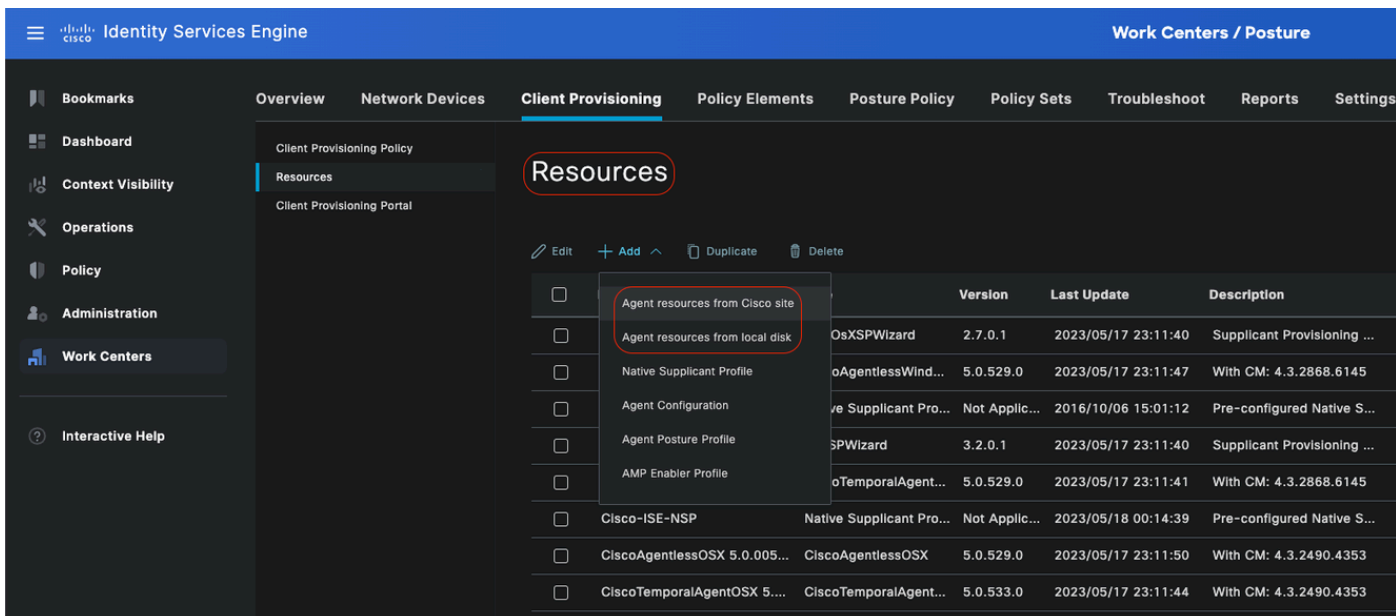 cisco Identity Services Engine
Work Centers / Posture
Bookmarks
Dashboard
Context Visibility
Operations
Policy
Administration
Work Centers
Interactive Help
Overview Network Devices Client Provisioning Policy Elements Posture Policy Policy Sets Troubleshoot Reports Settings
Client Provisioning Policy
Resources
Client Provisioning Portal
Resources
Edit Add Duplicate Delete
Agent resources from Cisco site
Agent resources from local disk
Native Supplicant Profile
Agent Configuration
Agent Posture Profile
AMP Enabler Profile
Version Last Update Description
OsXSPWizard 2.7.0.1 2023/05/17 23:11:40 Supplicant Provisioning ...
oAgentlessWind... 5.0.529.0 2023/05/17 23:11:47 With CM: 4.3.2868.6145
ve Supplicant Pro... Not Applic... 2016/10/06 15:01:12 Pre-configured Native S...
SPWizard 3.2.0.1 2023/05/17 23:11:40 Supplicant Provisioning ...
oTemporalAgent... 5.0.529.0 2023/05/17 23:11:41 With CM: 4.3.2868.6145
Cisco-ISE-NSP Native Supplicant Pro... Not Applic... 2023/05/18 00:14:39 Pre-configured Native S...
CiscoAgentlessOSX 5.0.005... CiscoAgentlessOSX 5.0.529.0 2023/05/17 23:11:50 With CM: 4.3.2490.4353
CiscoTemporalAgentOSX 5.... CiscoTemporalAgent... 5.0.533.0 2023/05/17 23:11:44 With CM: 4.3.2490.4353